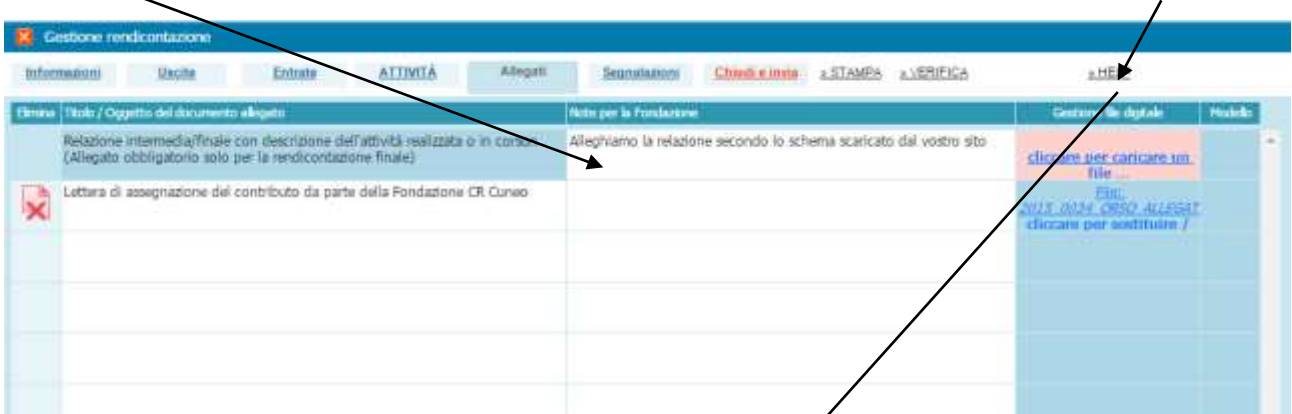 Gestione rendicontazione
Informazioni Uscite Entrate ATTIVITÀ Allegati Segnalazioni Chiudi e invia STAMPA VERIFICA
Elimina Titolo / Oggetto del documento allegato Note per la Fondazione Gestione file digitale Modello
Relazione intermedia/finale con descrizione dell'attività realizzata o in corso Alleghiamo la relazione secondo lo schema scaricato dal vostro sito
(Allegato obbligatorio solo per la rendicontazione finale)
cliccare per caricare un
file ...
Lettera di assegnazione del contributo da parte della Fondazione CR Cuneo
cliccare per sostituire /